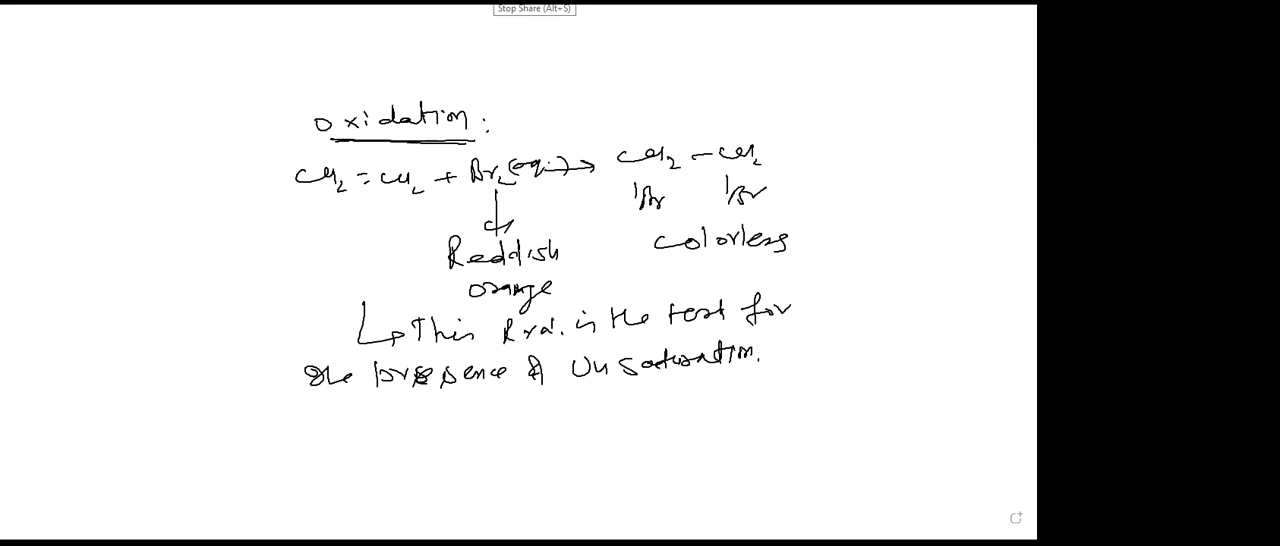 Stop Share (Alt+S)
Oxidation:
CH2=CH2 + Br2(aq.) → CH2-CH2
Br Br
Reddish colorless
orange
↳ This Rxn. is the test for
the presence of Unsaturation.